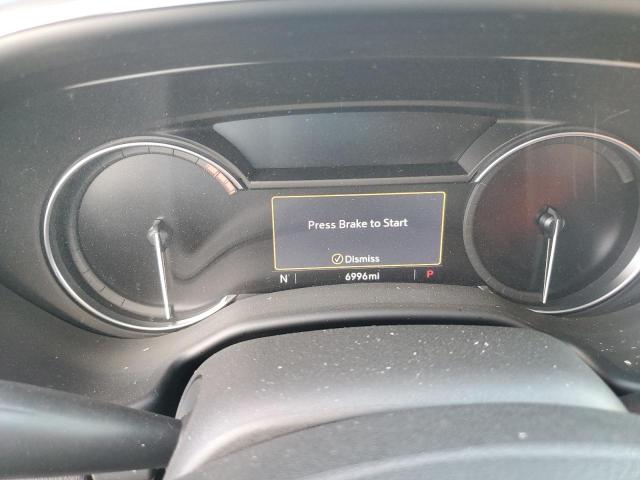 Press Brake to Start
Dismiss
N 6996mi P